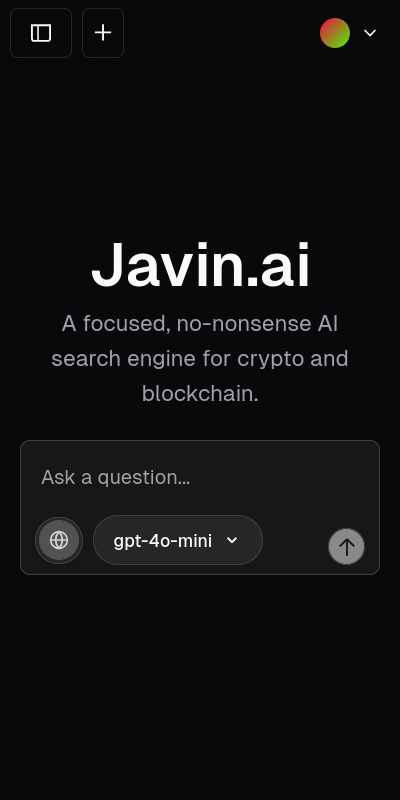 Javin.ai
A focused, no-nonsense AI
search engine for crypto and
blockchain.
Ask a question...
gpt-4o-mini